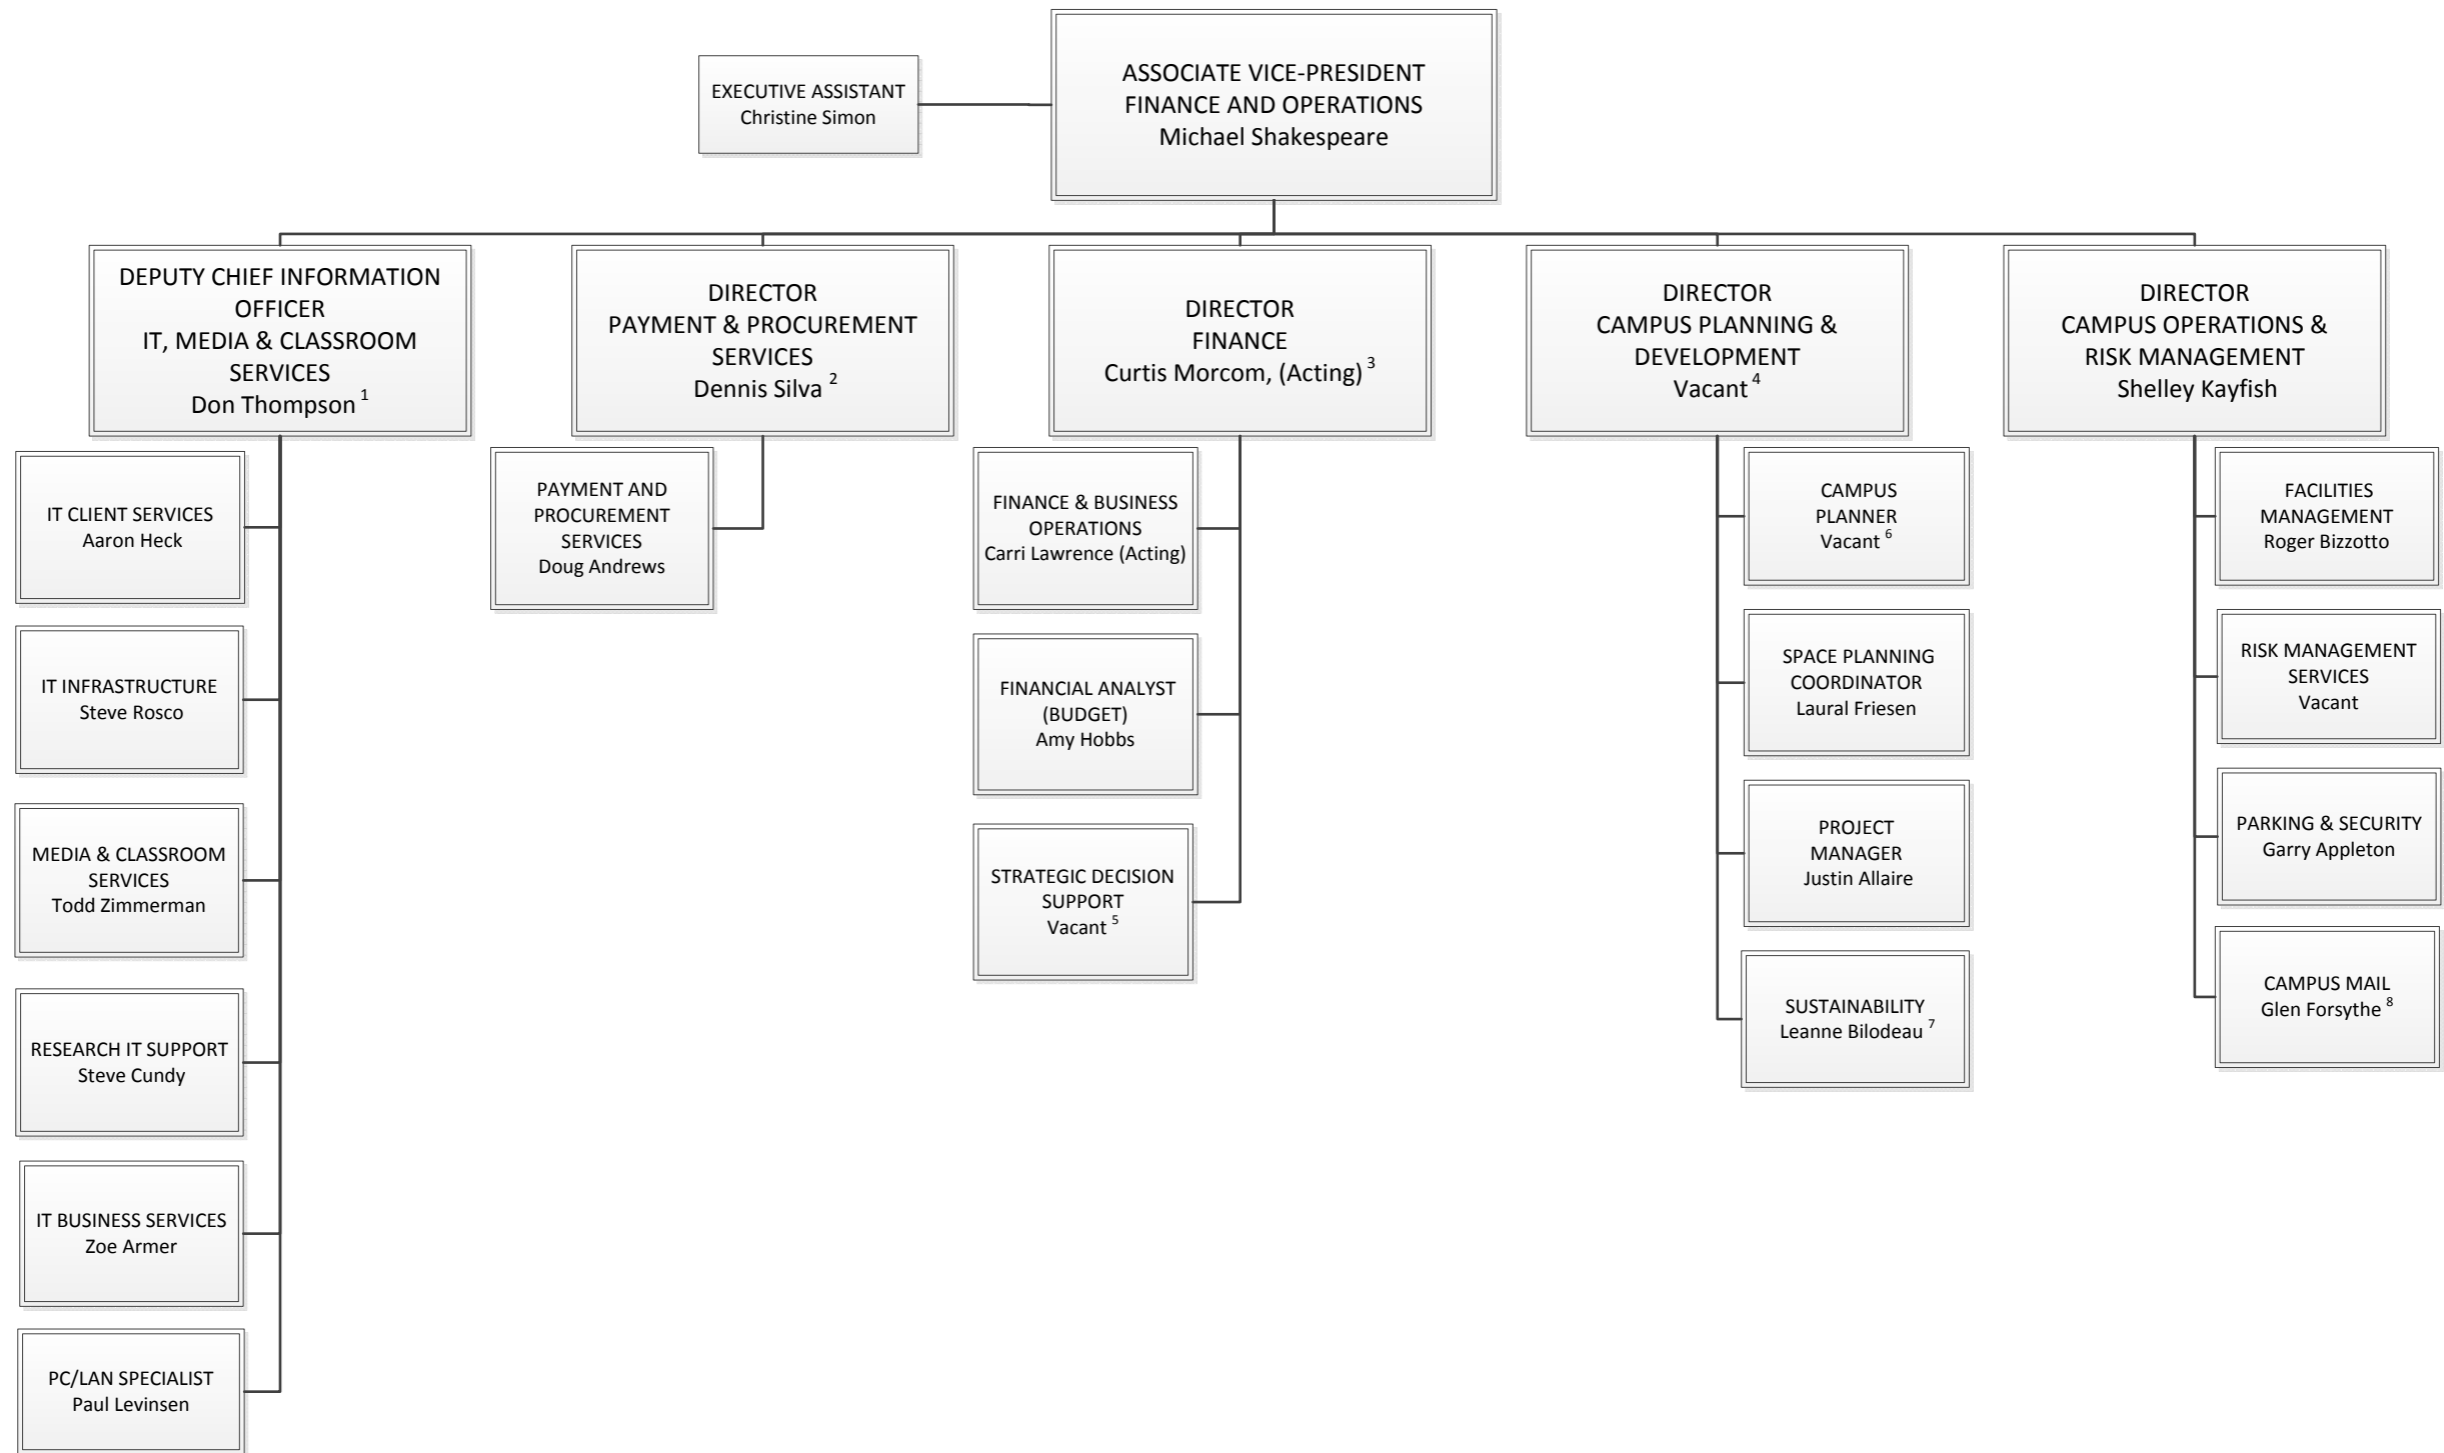 EXECUTIVE ASSISTANT
Christine Simon
ASSOCIATE VICE-PRESIDENT
FINANCE AND OPERATIONS
Michael Shakespeare
DEPUTY CHIEF INFORMATION
OFFICER
IT, MEDIA & CLASSROOM
SERVICES
Don Thompson 1
DIRECTOR
PAYMENT & PROCUREMENT
SERVICES
Dennis Silva 2
DIRECTOR
FINANCE
Curtis Morcom, (Acting) 3
DIRECTOR
CAMPUS PLANNING &
DEVELOPMENT
Vacant 4
DIRECTOR
CAMPUS OPERATIONS &
RISK MANAGEMENT
Shelley Kayfish
IT CLIENT SERVICES
Aaron Heck
IT INFRASTRUCTURE
Steve Rosco
MEDIA & CLASSROOM
SERVICES
Todd Zimmerman
RESEARCH IT SUPPORT
Steve Cundy
IT BUSINESS SERVICES
Zoe Armer
PC/LAN SPECIALIST
Paul Levinsen
PAYMENT AND
PROCUREMENT
SERVICES
Doug Andrews
FINANCE & BUSINESS
OPERATIONS
Carri Lawrence (Acting)
FINANCIAL ANALYST
(BUDGET)
Amy Hobbs
STRATEGIC DECISION
SUPPORT
Vacant 5
CAMPUS
PLANNER
Vacant 6
SPACE PLANNING
COORDINATOR
Laural Friesen
PROJECT
MANAGER
Justin Allaire
SUSTAINABILITY
Leanne Bilodeau 7
FACILITIES
MANAGEMENT
Roger Bizzotto
RISK MANAGEMENT
SERVICES
Vacant
PARKING & SECURITY
Garry Appleton
CAMPUS MAIL
Glen Forsythe 8